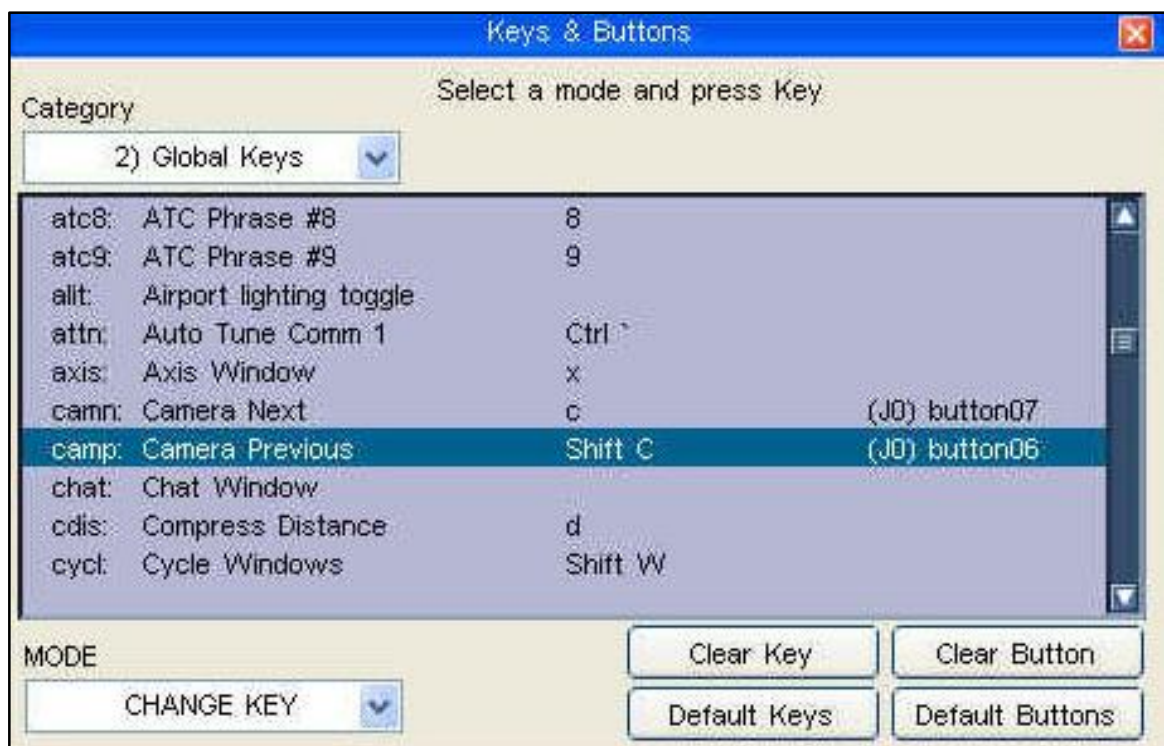 Keys & Buttons
Select a mode and press Key
Category
2) Global Keys
atc8: ATC Phrase #8 8
atc9: ATC Phrase #9 9
alit: Airport lighting toggle
attn: Auto Tune Comm 1 Ctrl `
axis: Axis Window x
camn: Camera Next c (J0) button07
camp: Camera Previous Shift C (J0) button06
chat: Chat Window
cdis: Compress Distance d
cycl: Cycle Windows Shift W
MODE
CHANGE KEY
Clear Key Clear Button
Default Keys Default Buttons